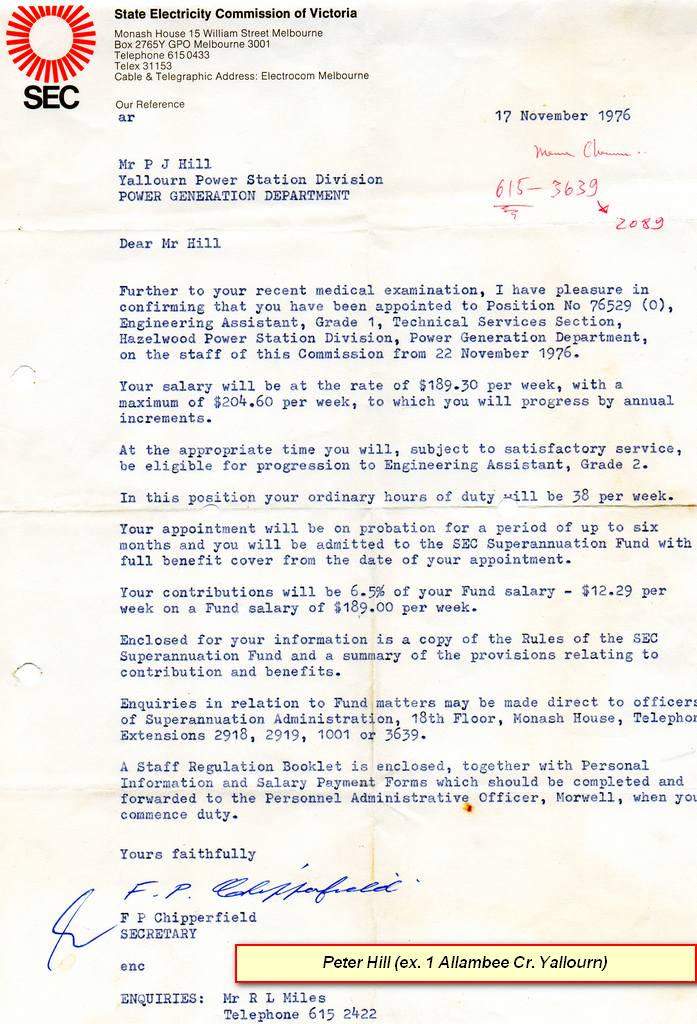 State Electricity Commission of Victoria
Monash House 15 William Street Melbourne
Box 2765Y GPO Melbourne 3001
Telephone 615 0433
Telex 31153
Cable & Telegraphic Address: Electrocom Melbourne
SEC
Our Reference
ar
17 November 1976
615 - 3639
2089
Mr P J Hill
Yallourn Power Station Division
POWER GENERATION DEPARTMENT
Dear Mr Hill
Further to your recent medical examination, I have pleasure in
confirming that you have been appointed to Position No 76529 (O),
Engineering Assistant, Grade 1, Technical Services Section,
Hazelwood Power Station Division, Power Generation Department,
on the staff of this Commission from 22 November 1976.
Your salary will be at the rate of $189.30 per week, with a
maximum of $204.60 per week, to which you will progress by annual
increments.
At the appropriate time you will, subject to satisfactory service,
be eligible for progression to Engineering Assistant, Grade 2.
In this position your ordinary hours of duty will be 38 per week.
Your appointment will be on probation for a period of up to six
months and you will be admitted to the SEC Superannuation Fund with
full benefit cover from the date of your appointment.
Your contributions will be 6.5% of your Fund salary - $12.29 per
week on a Fund salary of $189.00 per week.
Enclosed for your information is a copy of the Rules of the SEC
Superannuation Fund and a summary of the provisions relating to
contribution and benefits.
Enquiries in relation to Fund matters may be made direct to officers
of Superannuation Administration, 18th Floor, Monash House, Telephon
Extensions 2918, 2919, 1001 or 3639.
A Staff Regulation Booklet is enclosed, together with Personal
Information and Salary Payment Forms which should be completed and
forwarded to the Personnel Administrative Officer, Morwell, when you
commence duty.
Yours faithfully
F. P. Chipperfield
F P Chipperfield
SECRETARY
enc
Peter Hill (ex. 1 Allambee Cr. Yallourn)
ENQUIRIES: Mr R L Miles
Telephone 615 2422